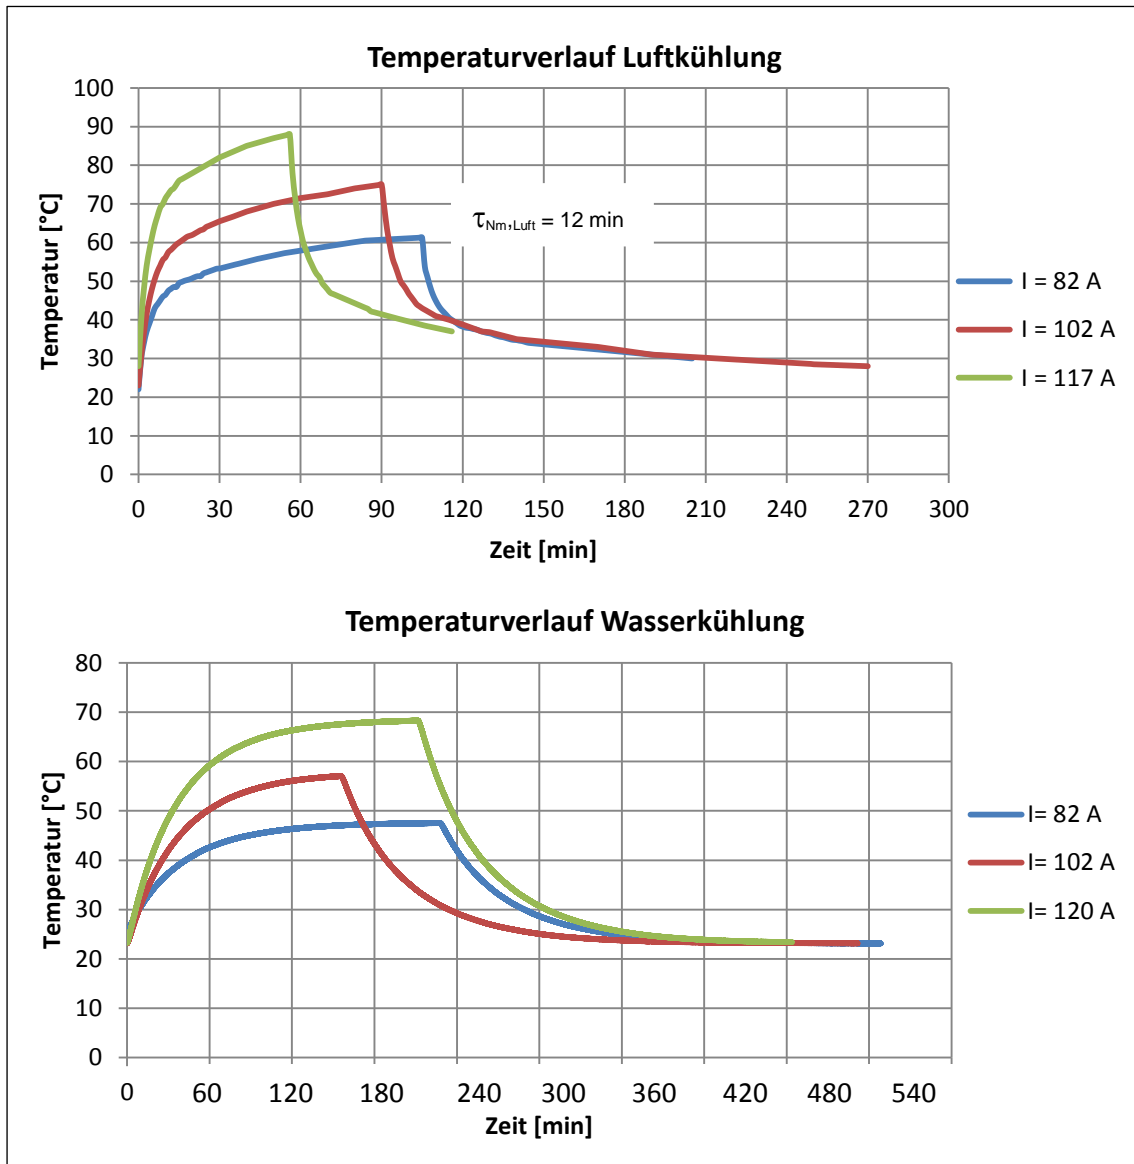 Temperaturverlauf Luftkühlung
100
90
80
70
60
50
40
30
20
10
0
Temperatur [°C]
τNm,Luft = 12 min
I = 82 A
I = 102 A
I = 117 A
0 30 60 90 120 150 180 210 240 270 300
Zeit [min]
Temperaturverlauf Wasserkühlung
80
70
60
50
40
30
20
10
0
Temperatur [°C]
I= 82 A
I= 102 A
I= 120 A
0 60 120 180 240 300 360 420 480 540
Zeit [min]